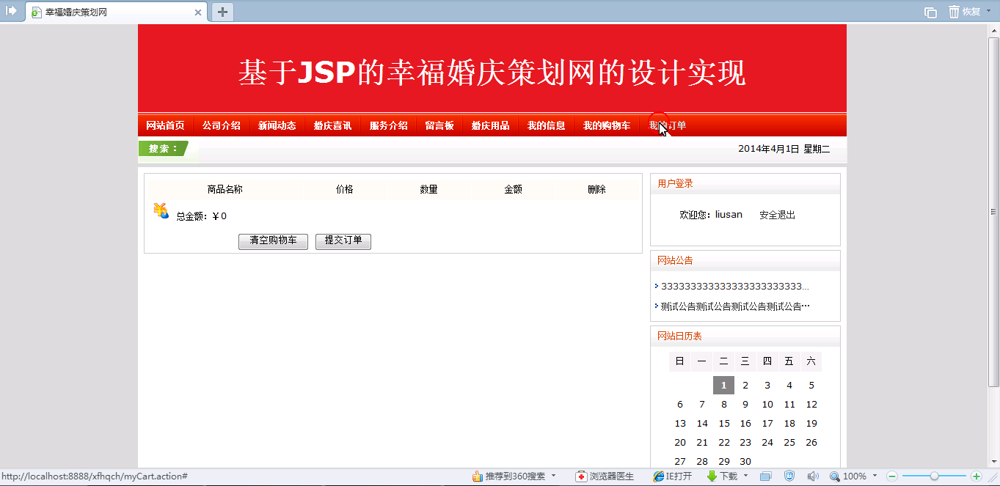 幸福婚庆策划网
恢复
基于JSP的幸福婚庆策划网的设计实现
网站首页 公司介绍 新闻动态 婚庆喜讯 服务介绍 留言板 婚庆用品 我的信息 我的购物车 我的订单
搜索：
2014年4月1日 星期二
商品名称 价格 数量 金额 删除
总金额：￥0
清空购物车 提交订单
用户登录
欢迎您：liusan 安全退出
网站公告
3333333333333333333333333...
测试公告测试公告测试公告测试公告…
网站日历表
日 一 二 三 四 五 六
1 2 3 4 5
6 7 8 9 10 11 12
13 14 15 16 17 18 19
20 21 22 23 24 25 26
27 28 29 30
http://localhost:8888/xfhqch/myCart.action#
推荐到360搜索 浏览器医生 IE打开 下载 100%